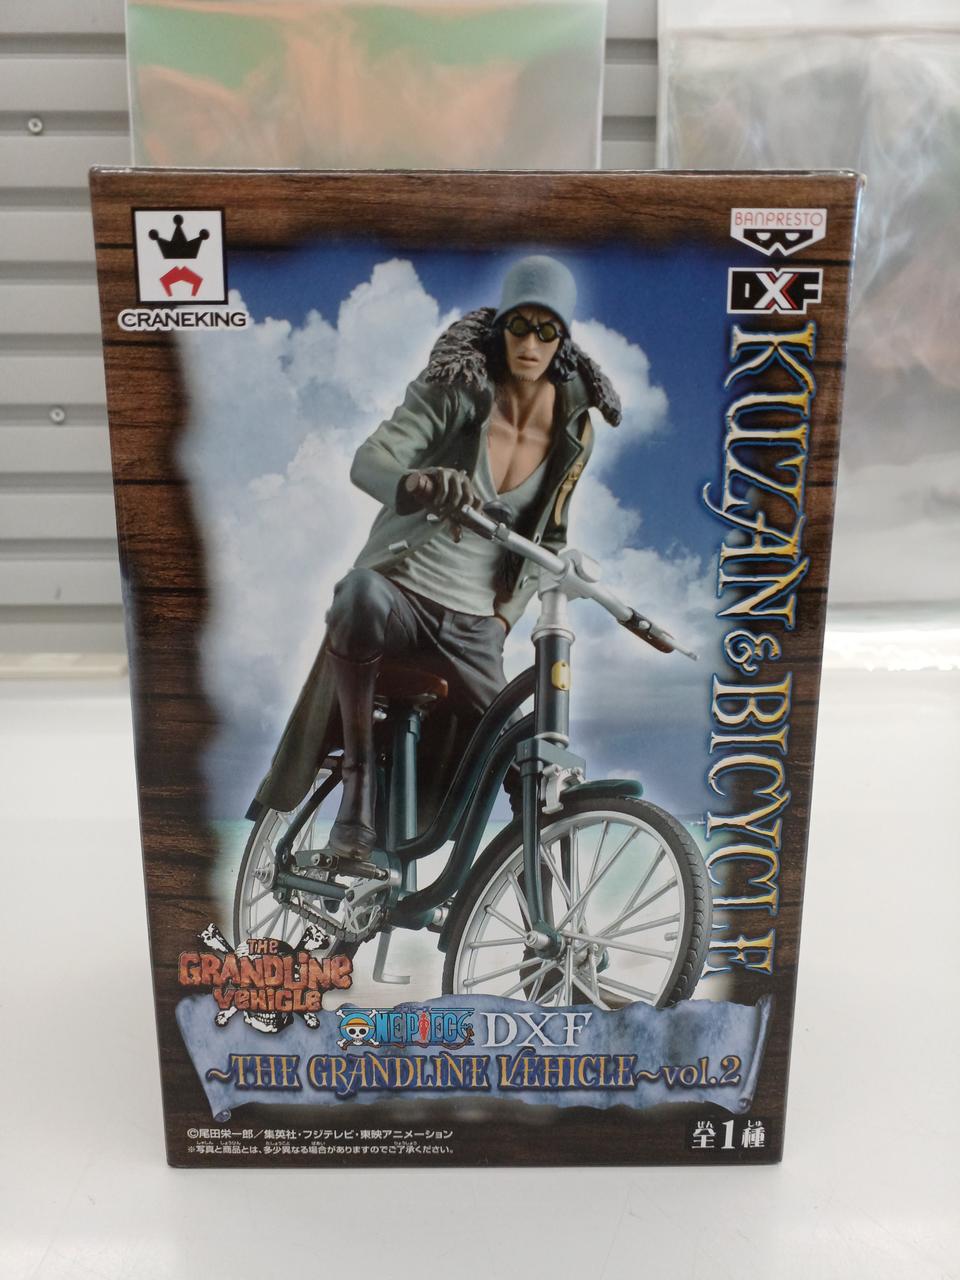 CRANEKING
BANPRESTO
DXF
KUZAN & BICYCLE
THE
GRANDLINE
VEHICLE
ONE PIECE DXF
~THE GRANDLINE VEHICLE~vol.2
©尾田栄一郎/集英社・フジテレビ・東映アニメーション
※写真と商品とは、多少異なる場合がありますのでご了承ください。
全1種